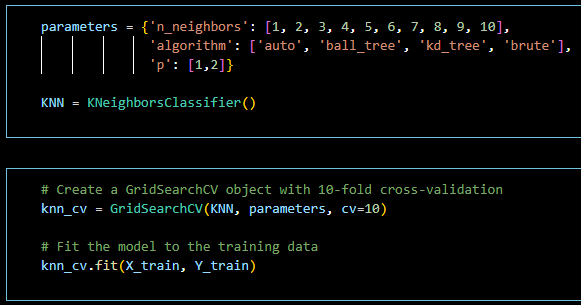 parameters = {'n_neighbors': [1, 2, 3, 4, 5, 6, 7, 8, 9, 10],
'algorithm': ['auto', 'ball_tree', 'kd_tree', 'brute'],
'p': [1,2]}
KNN = KNeighborsClassifier()
# Create a GridSearchCV object with 10-fold cross-validation
knn_cv = GridSearchCV(KNN, parameters, cv=10)
# Fit the model to the training data
knn_cv.fit(X_train, Y_train)